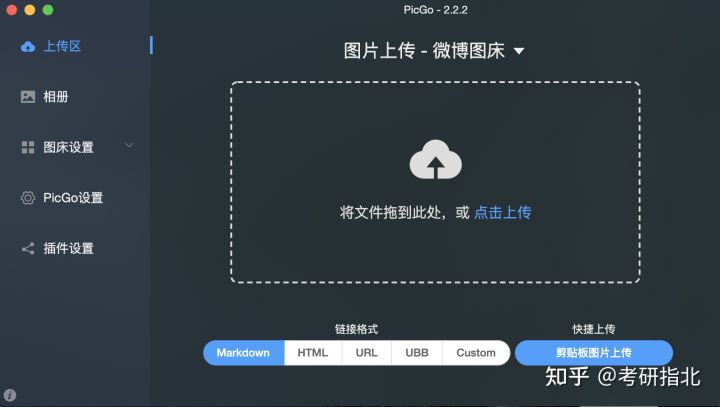 PicGo - 2.2.2
上传区
相册
图床设置
PicGo设置
插件设置
图片上传 - 微博图床
将文件拖到此处，或 点击上传
链接格式
Markdown HTML URL UBB Custom
快捷上传
剪贴板图片上传
知乎 @考研指北